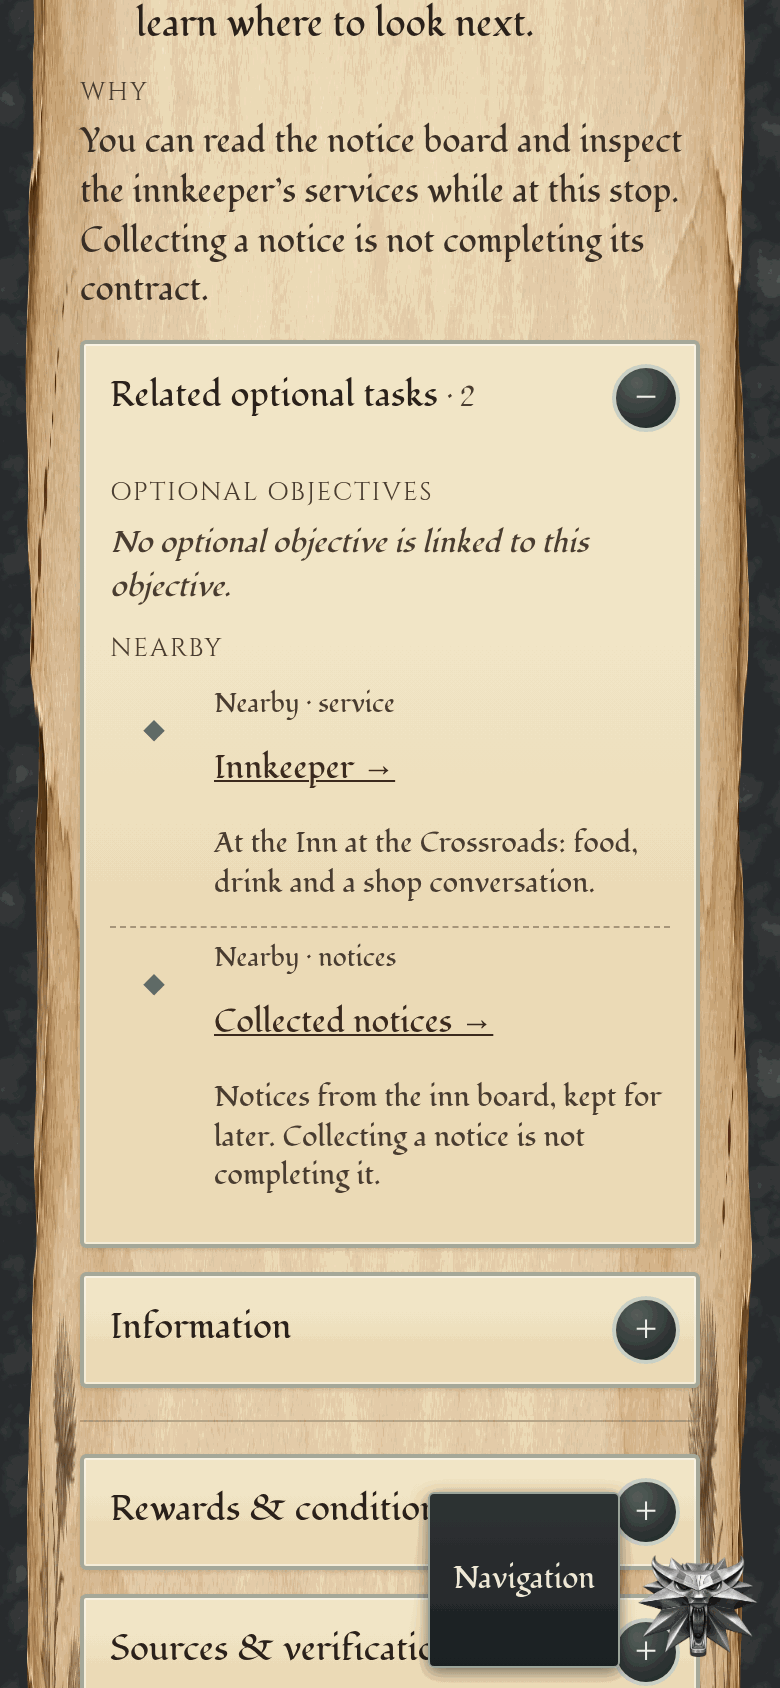 learn where to look next.
WHY
You can read the notice board and inspect
the innkeeper's services while at this stop.
Collecting a notice is not completing its
contract.
Related optional tasks · 2
OPTIONAL OBJECTIVES
No optional objective is linked to this
objective.
NEARBY
Nearby · service
Innkeeper →
At the Inn at the Crossroads: food,
drink and a shop conversation.
Nearby · notices
Collected notices →
Notices from the inn board, kept for
later. Collecting a notice is not
completing it.
Information
Rewards &
Navigation
Sources &